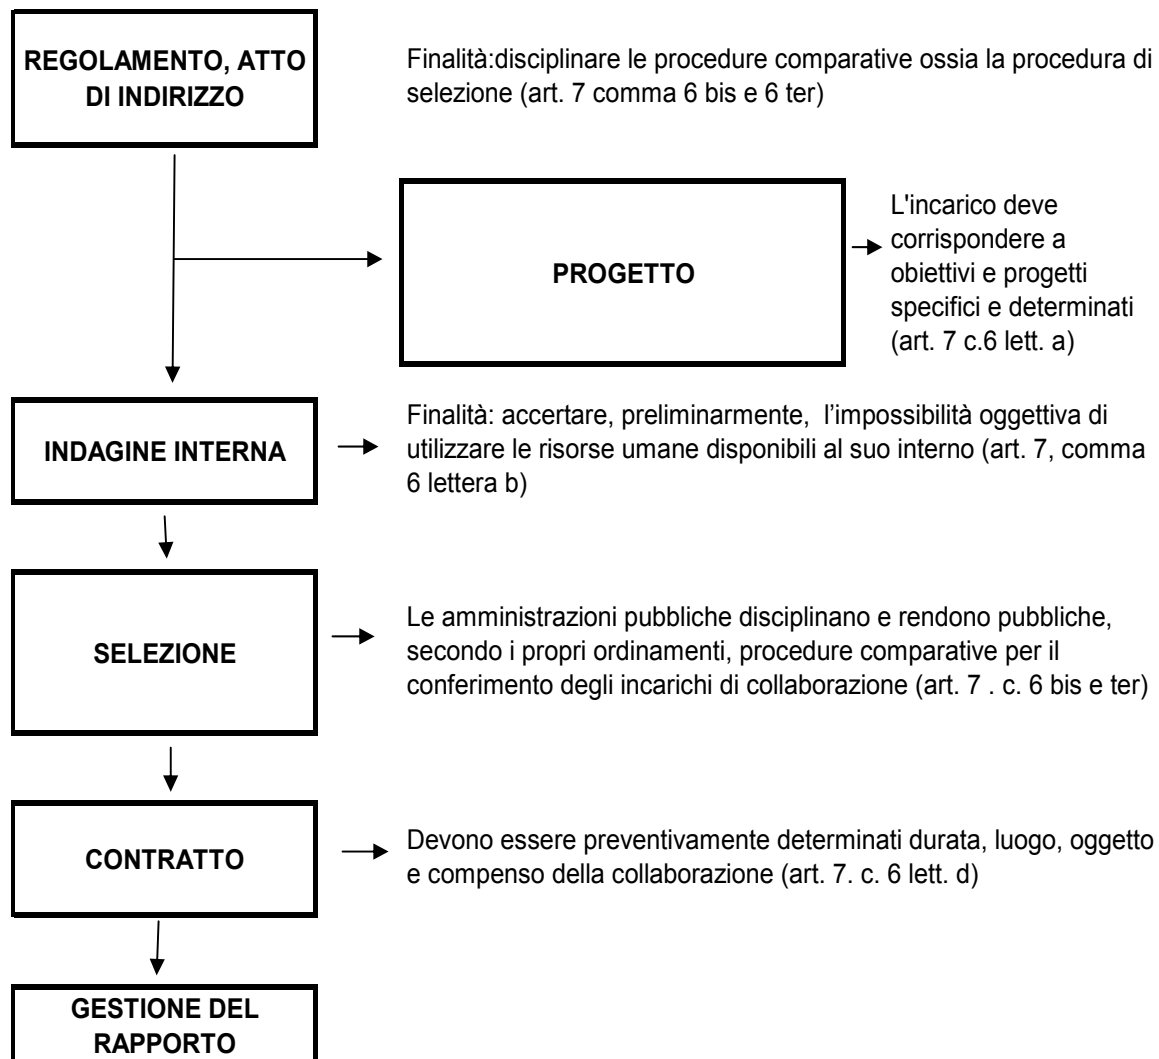 REGOLAMENTO, ATTO
DI INDIRIZZO
Finalità:disciplinare le procedure comparative ossia la procedura di
selezione (art. 7 comma 6 bis e 6 ter)
PROGETTO
L'incarico deve
corrispondere a
obiettivi e progetti
specifici e determinati
(art. 7 c.6 lett. a)
INDAGINE INTERNA
Finalità: accertare, preliminarmente, l’impossibilità oggettiva di
utilizzare le risorse umane disponibili al suo interno (art. 7, comma
6 lettera b)
SELEZIONE
Le amministrazioni pubbliche disciplinano e rendono pubbliche,
secondo i propri ordinamenti, procedure comparative per il
conferimento degli incarichi di collaborazione (art. 7 . c. 6 bis e ter)
CONTRATTO
Devono essere preventivamente determinati durata, luogo, oggetto
e compenso della collaborazione (art. 7. c. 6 lett. d)
GESTIONE DEL
RAPPORTO